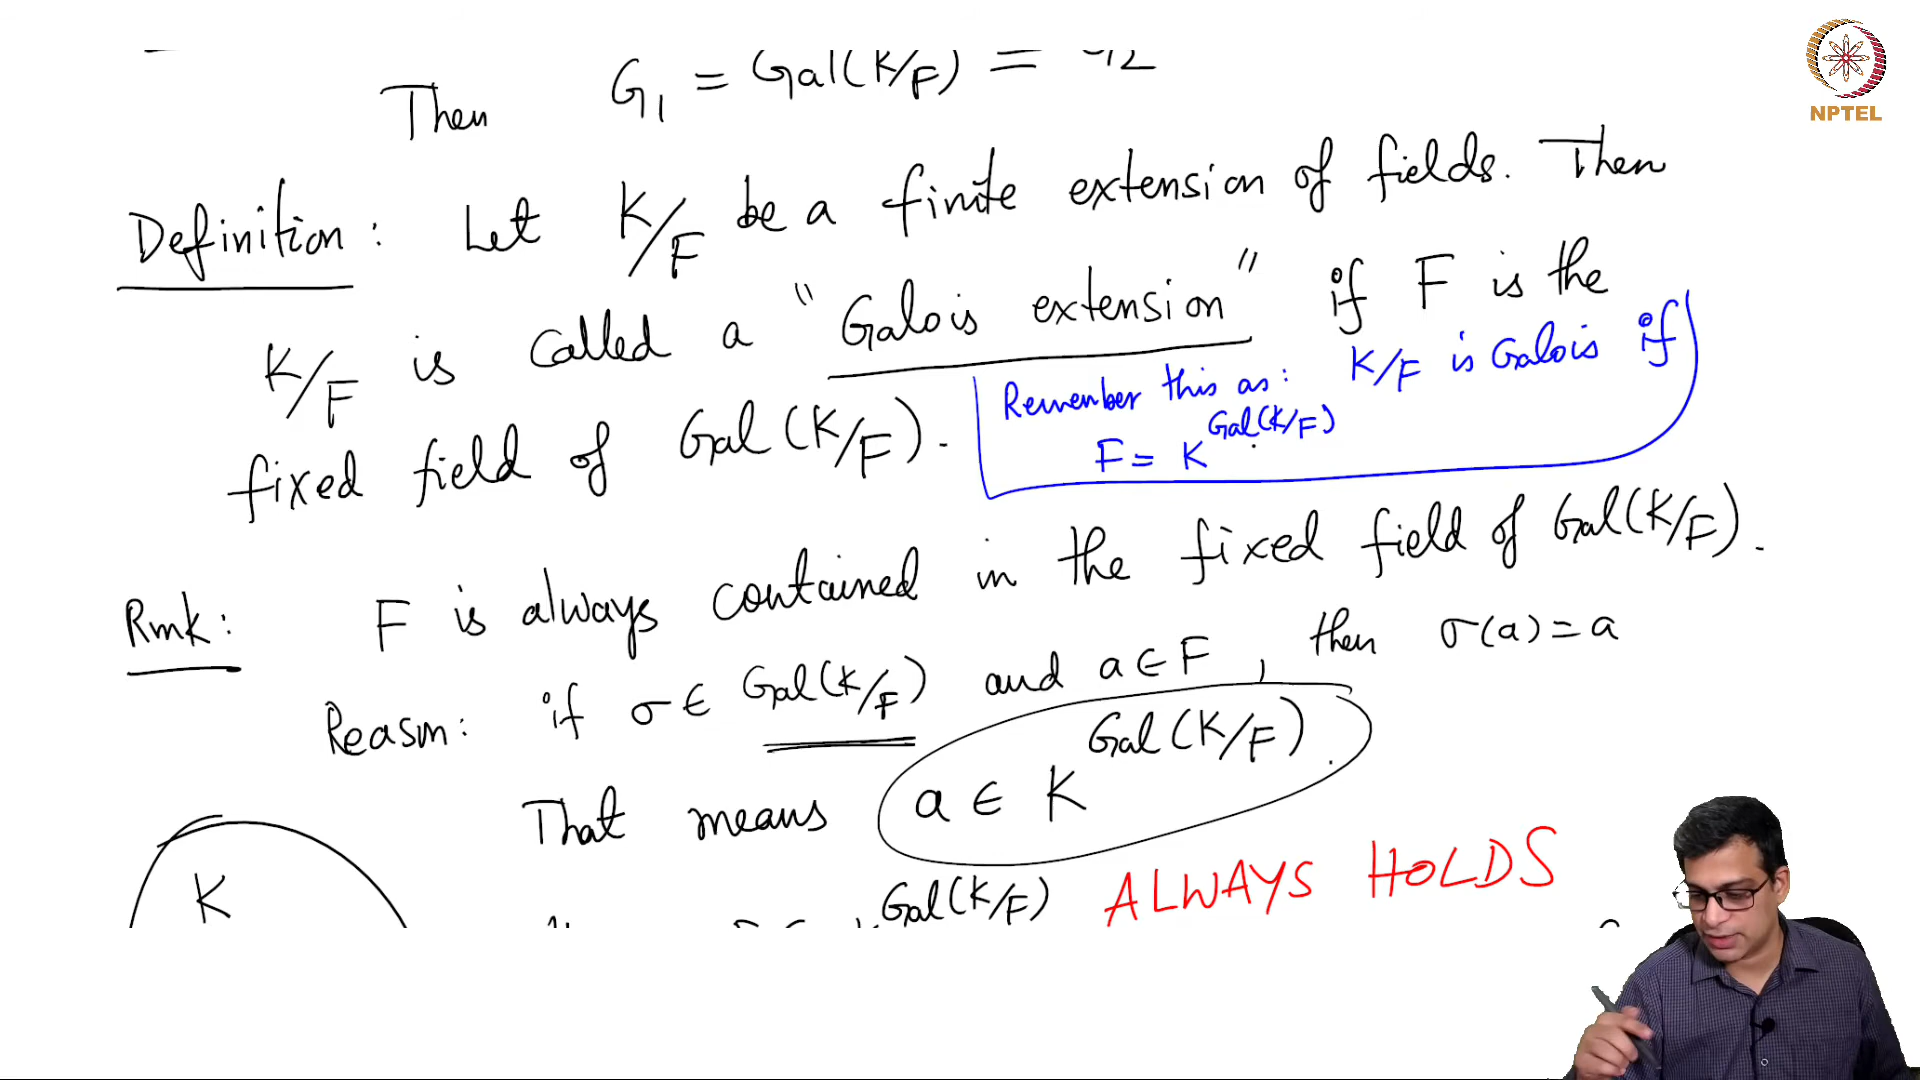 Then G₁ = Gal(K/F) = G₂
NPTEL
Definition: Let K/F be a finite extension of fields. Then
K/F is called a "Galois extension" if F is the
fixed field of Gal(K/F).
Remember this as: K/F is Galois if
F = K^Gal(K/F)
Rmk: F is always contained in the fixed field of Gal(K/F).
Reason: if σ ∈ Gal(K/F) and a ∈ F, then σ(a) = a
That means a ∈ K^Gal(K/F).
K
Gal(K/F) ALWAYS HOLDS